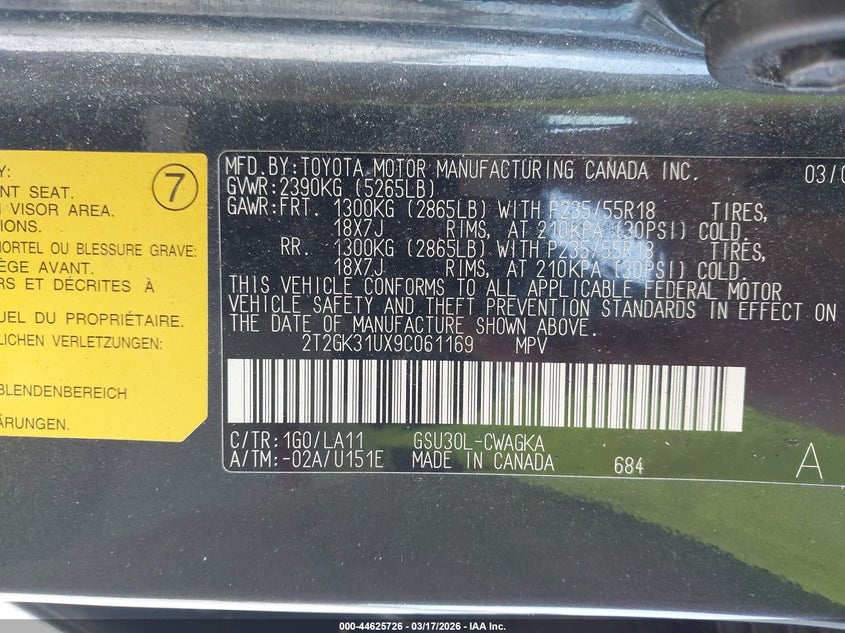 Y:
NT SEAT.
VISOR AREA.
TIONS.
MORTEL OU BLESSURE GRAVE:
ÈGE AVANT.
RS ET DÉCRITES À
UEL DU PROPRIÉTAIRE.
LICHEN VERLETZUNGEN
BLENDENBEREICH
ÄRUNGEN.
7
MFD.BY:TOYOTA MOTOR MANUFACTURING CANADA INC. 03/0
GVWR:2390KG (5265LB)
GAWR:FRT. 1300KG (2865LB) WITH P235/55R18 TIRES,
18X7J RIMS, AT 210KPA (30PSI) COLD.
RR. 1300KG (2865LB) WITH P235/55R18 TIRES,
18X7J RIMS, AT 210KPA (30PSI) COLD.
THIS VEHICLE CONFORMS TO ALL APPLICABLE FEDERAL MOTOR
VEHICLE SAFETY AND THEFT PREVENTION STANDARDS IN EFFECT ON
THE DATE OF MANUFACTURE SHOWN ABOVE.
2T2GK31UX9C061169 MPV
C/TR:1G0/LA11 GSU30L-CWAGKA
A/TM:-02A/U151E MADE IN CANADA 684 A
000-44625726 - 03/17/2026 - IAA Inc.